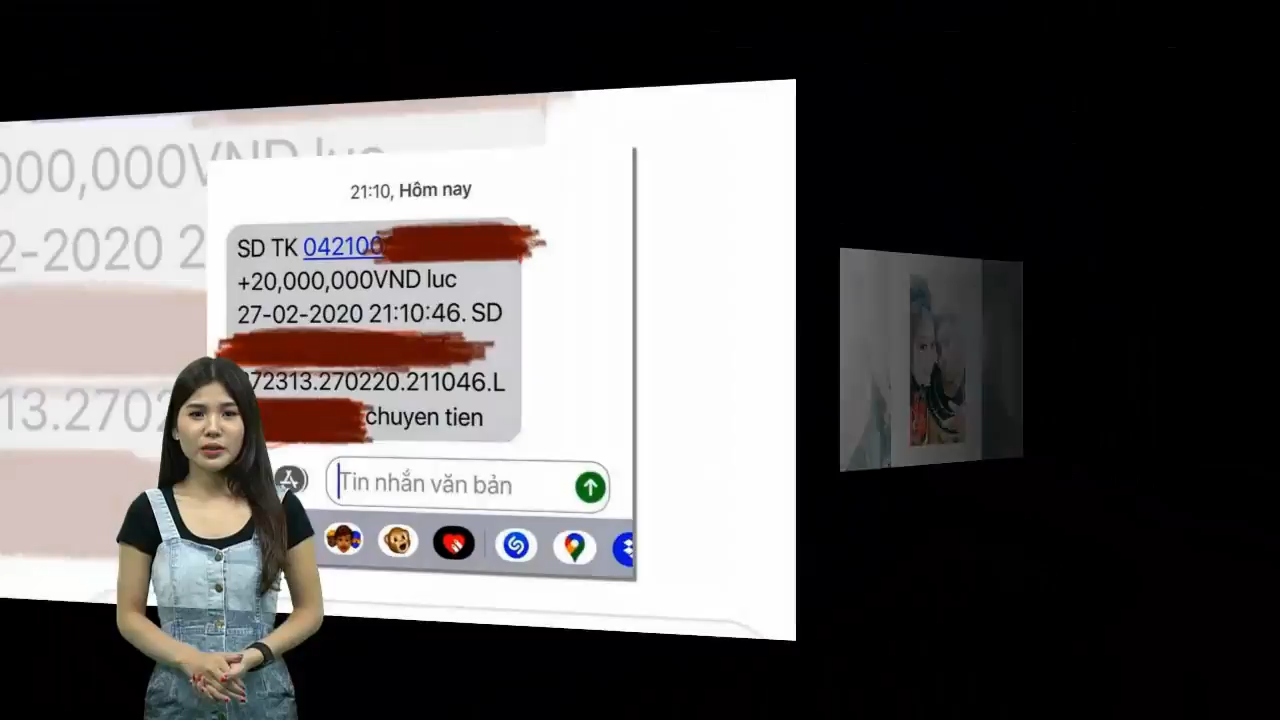 000,000VND luc
2-2020 2
13.2702
21:10, Hôm nay
SD TK 042100
+20,000,000VND luc
27-02-2020 21:10:46. SD
72313.270220.211046.L
chuyen tien
Tin nhắn văn bản